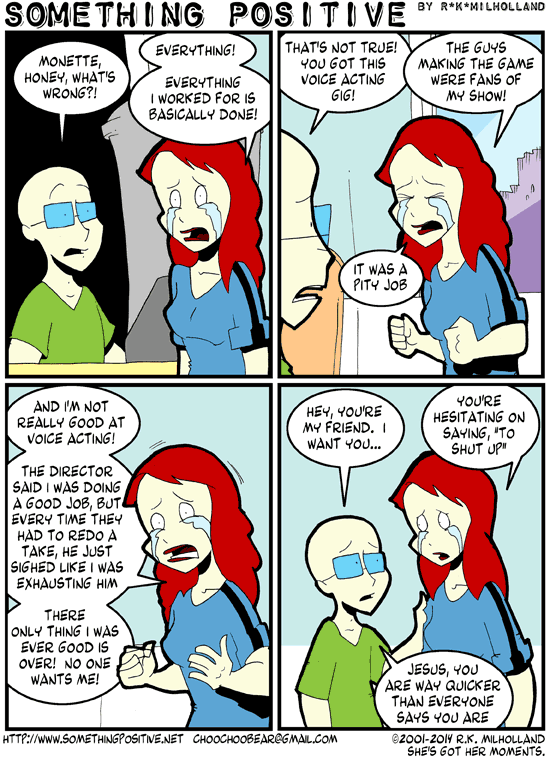 SOMETHING POSITIVE BY R*K*MILHOLLAND
MONETTE,
HONEY, WHAT'S
WRONG?!
EVERYTHING!
EVERYTHING
I WORKED FOR IS
BASICALLY DONE!
THAT'S NOT TRUE!
YOU GOT THIS
VOICE ACTING
GIG!
THE GUYS
MAKING THE GAME
WERE FANS OF
MY SHOW!
IT WAS A
PITY JOB
AND I'M NOT
REALLY GOOD AT
VOICE ACTING!
THE DIRECTOR
SAID I WAS DOING
A GOOD JOB, BUT
EVERY TIME THEY
HAD TO REDO A
TAKE, HE JUST
SIGHED LIKE I WAS
EXHAUSTING HIM
THERE
ONLY THING I WAS
EVER GOOD IS
OVER! NO ONE
WANTS ME!
HEY, YOU'RE
MY FRIEND. I
WANT YOU...
YOU'RE
HESITATING ON
SAYING, "TO
SHUT UP"
JESUS, YOU
ARE WAY QUICKER
THAN EVERYONE
SAYS YOU ARE
HTTP://WWW.SOMETHINGPOSITIVE.NET CHOOCHOOBEAR@GMAIL.COM
©2001-2014 R.K. MILHOLLAND
SHE'S GOT HER MOMENTS.